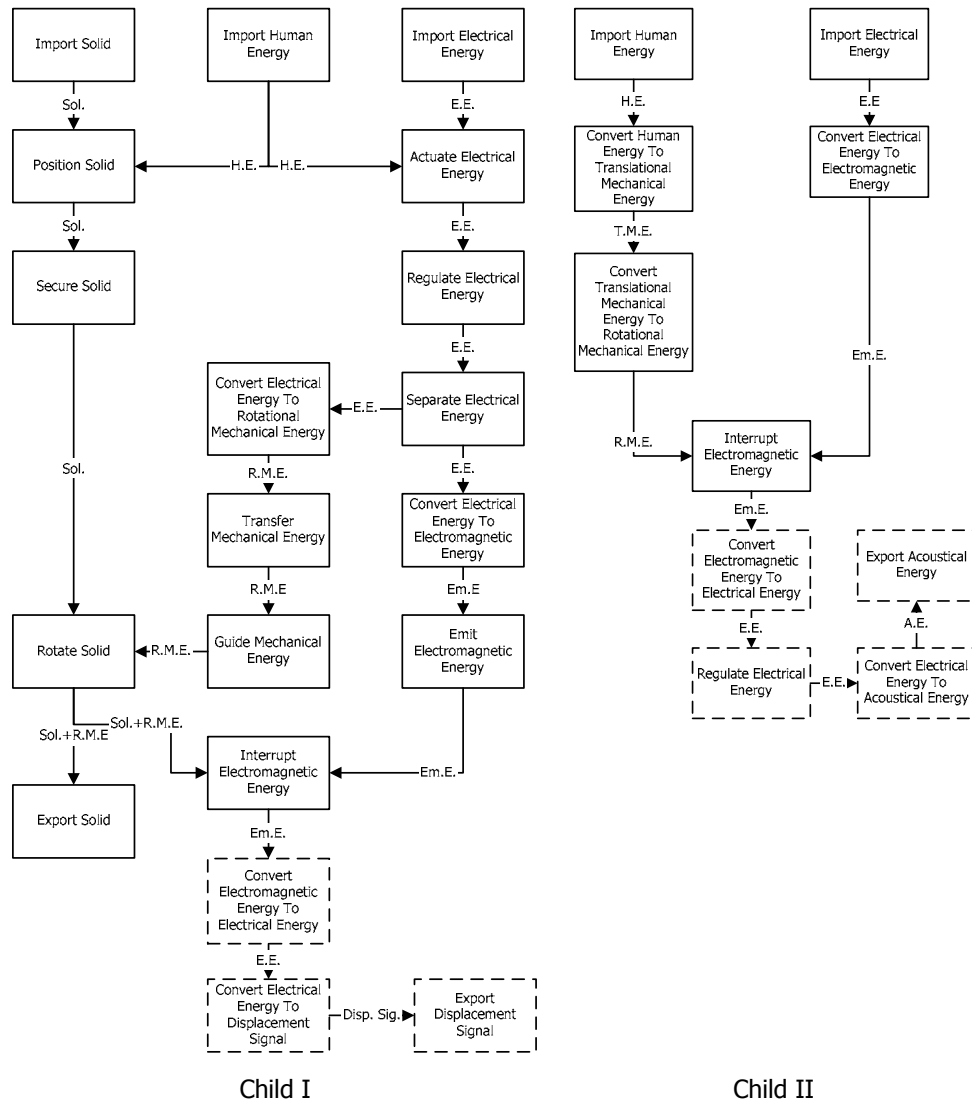 Import Solid
Import Human
Energy
Import Electrical
Energy
Sol.
E.E.
Position Solid
H.E.
H.E.
Actuate Electrical
Energy
Sol.
E.E.
Secure Solid
Regulate Electrical
Energy
E.E.
Convert Electrical
Energy To
Rotational
Mechanical Energy
E.E.
Separate Electrical
Energy
Sol.
R.M.E.
E.E.
Transfer
Mechanical Energy
Convert Electrical
Energy To
Electromagnetic
Energy
R.M.E
Em.E
Rotate Solid
R.M.E.
Guide Mechanical
Energy
Emit
Electromagnetic
Energy
Sol.+R.M.E.
Sol.+R.M.E
Interrupt
Electromagnetic
Energy
Em.E.
Export Solid
Em.E.
Convert
Electromagnetic
Energy To
Electrical Energy
E.E.
Convert Electrical
Energy To
Displacement
Signal
Disp. Sig.
Export
Displacement
Signal
Child I
Import Human
Energy
Import Electrical
Energy
H.E.
E.E
Convert Human
Energy To
Translational
Mechanical
Energy
Convert Electrical
Energy To
Electromagnetic
Energy
T.M.E.
Convert
Translational
Mechanical
Energy To
Rotational
Mechanical Energy
Em.E.
R.M.E.
Interrupt
Electromagnetic
Energy
Em.E.
Convert
Electromagnetic
Energy To
Electrical Energy
Export Acoustical
Energy
E.E.
A.E.
Regulate Electrical
Energy
E.E.
Convert Electrical
Energy To
Acoustical Energy
Child II